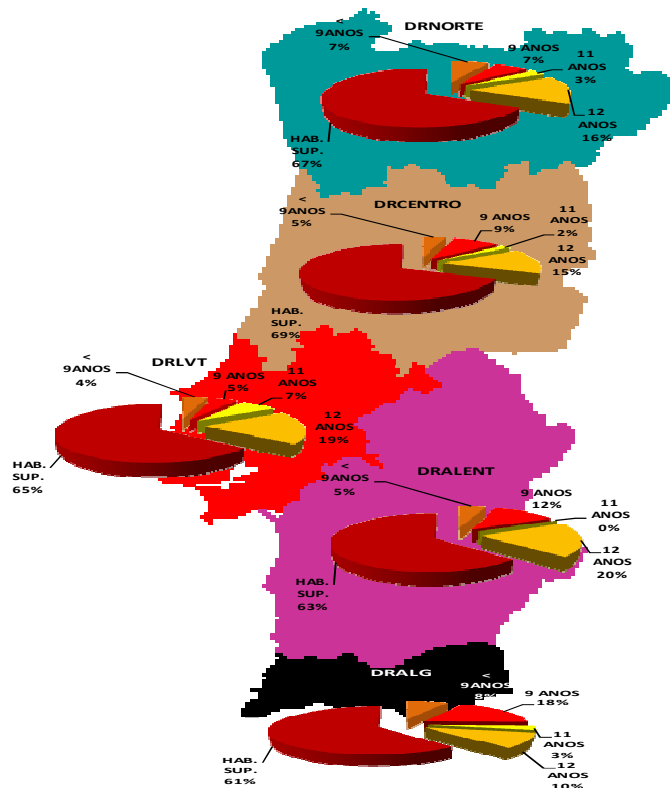 DRNORTE
<
9ANOS
7%
9 ANOS
7%
11
ANOS
3%
12
ANOS
16%
HAB.
SUP.
67%
DRCENTRO
<
9ANOS
5%
9 ANOS
9%
11
ANOS
2%
12
ANOS
15%
HAB.
SUP.
69%
DRLVT
<
9ANOS
4%
9 ANOS
5%
11
ANOS
7%
12
ANOS
19%
HAB.
SUP.
65%
DRALENT
<
9ANOS
5%
9 ANOS
12%
11
ANOS
0%
12
ANOS
20%
HAB.
SUP.
63%
DRALG
<
9ANOS
8%
9 ANOS
18%
11
ANOS
3%
12
ANOS
10%
HAB.
SUP.
61%